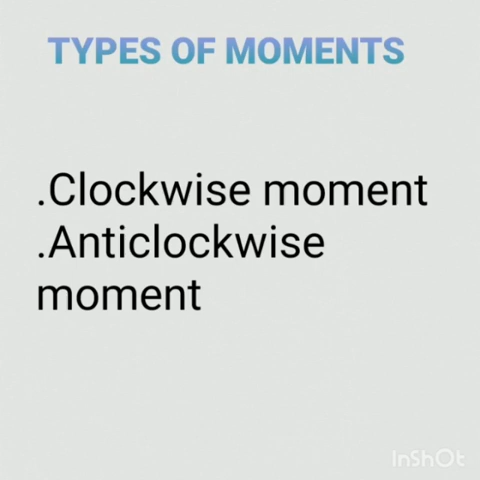 TYPES OF MOMENTS
.Clockwise moment
.Anticlockwise
moment
InShOt